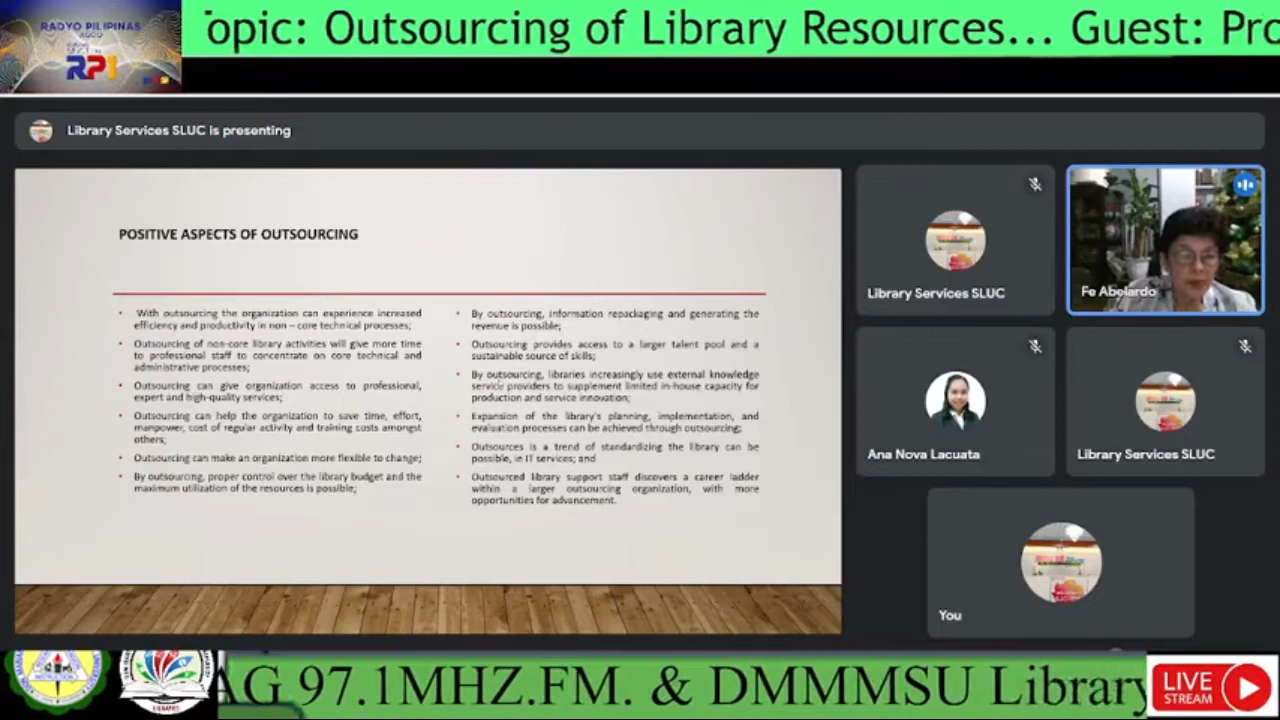 RADYO PILIPINAS
AGOO
RP1
opic: Outsourcing of Library Resources... Guest: Pro
Library Services SLUC is presenting
POSITIVE ASPECTS OF OUTSOURCING
• With outsourcing the organization can experience increased
efficiency and productivity in non – core technical processes;
• Outsourcing of non-core library activities will give more time
to professional staff to concentrate on core technical and
administrative processes;
• Outsourcing can give organization access to professional,
expert and high-quality services;
• Outsourcing can help the organization to save time, effort,
manpower, cost of regular activity and training costs amongst
others;
• Outsourcing can make an organization more flexible to change;
• By outsourcing, proper control over the library budget and the
maximum utilization of the resources is possible;
• By outsourcing, information repackaging and generating the
revenue is possible;
• Outsourcing provides access to a larger talent pool and a
sustainable source of skills;
• By outsourcing, libraries increasingly use external knowledge
service providers to supplement limited in-house capacity for
production and service innovation;
• Expansion of the library's planning, implementation, and
evaluation processes can be achieved through outsourcing;
• Outsources is a trend of standardizing the library can be
possible, in IT services; and
• Outsourced library support staff discovers a career ladder
within a larger outsourcing organization, with more
opportunities for advancement.
Library Services SLUC
Fe Abelardo
Ana Nova Lacuata
Library Services SLUC
You
AG 97.1MHZ.FM. & DMMMSU Library
LIVE
STREAM